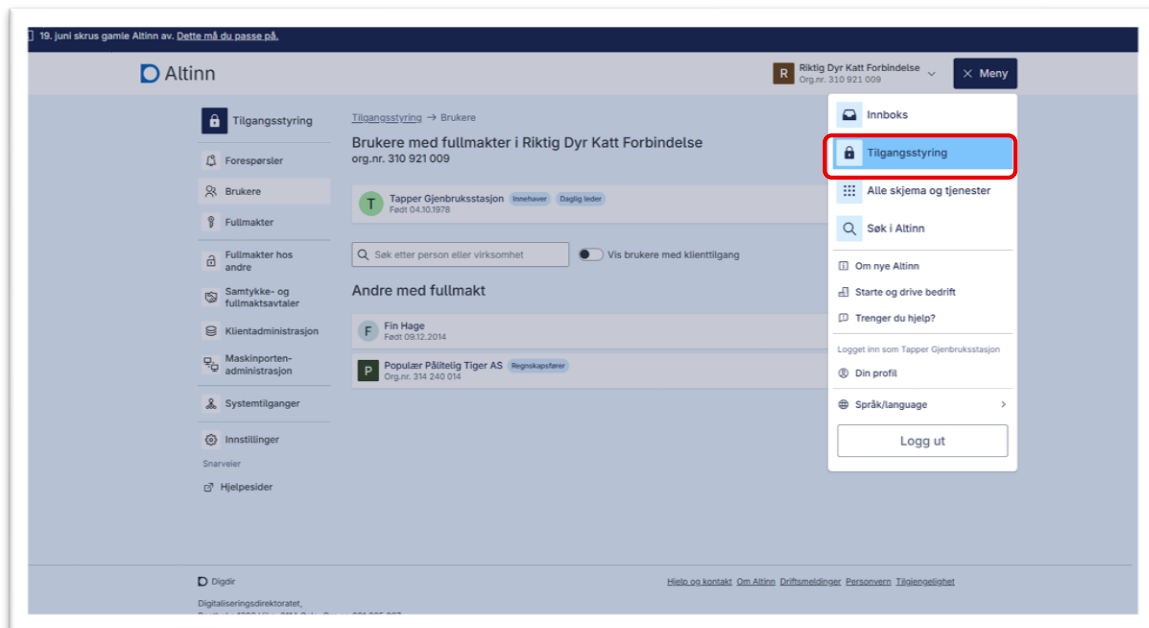 19. juni skrus gamle Altinn av. Dette må du passe på.
Altinn
R
Riktig Dyr Katt Forbindelse
Org.nr. 310 921 009
Meny
Tilgangsstyring
Forespørsler
Brukere
Fullmakter
Fullmakter hos
andre
Samtykke- og
fullmaktsavtaler
Klientadministrasjon
Maskinporten-
administrasjon
Systemtilganger
Innstillinger
Snarveier
Hjelpesider
Tilgangsstyring → Brukere
Brukere med fullmakter i Riktig Dyr Katt Forbindelse
org.nr. 310 921 009
T
Tapper Gjenbruksstasjon Innehaver Daglig leder
Født 04.10.1978
Søk etter person eller virksomhet
Vis brukere med klienttilgang
Andre med fullmakt
F
Fin Hage
Født 09.12.2014
P
Populær Pålitelig Tiger AS Regnskapsfører
Org.nr. 314 240 014
Innboks
Tilgangsstyring
Alle skjema og tjenester
Søk i Altinn
Om nye Altinn
Starte og drive bedrift
Trenger du hjelp?
Logget inn som Tapper Gjenbruksstasjon
Din profil
Språk/language
Logg ut
Digdir
Hjelp og kontakt Om Altinn Driftsmeldinger Personvern Tilgjengelighet
Digitaliseringsdirektoratet,